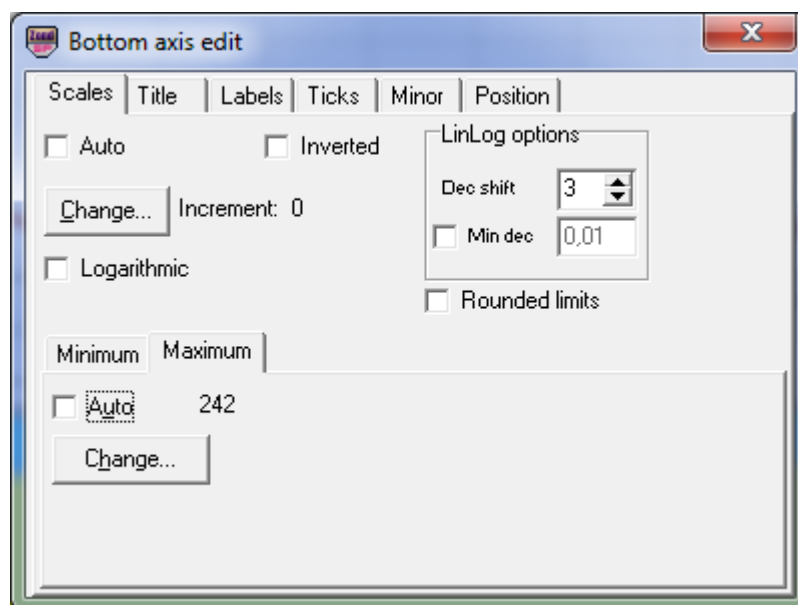 Zond
Bottom axis edit
Scales Title Labels Ticks Minor Position
Auto Inverted
LinLog options
Dec shift 3
Change... Increment: 0
Min dec 0,01
Logarithmic
Rounded limits
Minimum Maximum
Auto 242
Change...